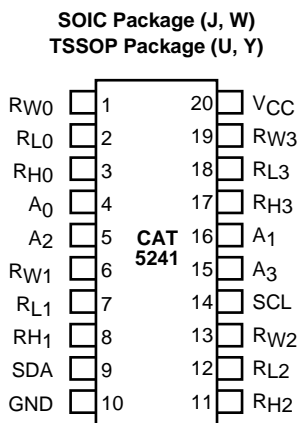 SOIC Package (J, W)
TSSOP Package (U, Y)
RW0 1 20 VCC
RL0 2 19 RW3
RH0 3 18 RL3
A0 4 17 RH3
A2 5 CAT 16 A1
RW1 6 5241 15 A3
RL1 7 14 SCL
RH1 8 13 RW2
SDA 9 12 RL2
GND 10 11 RH2